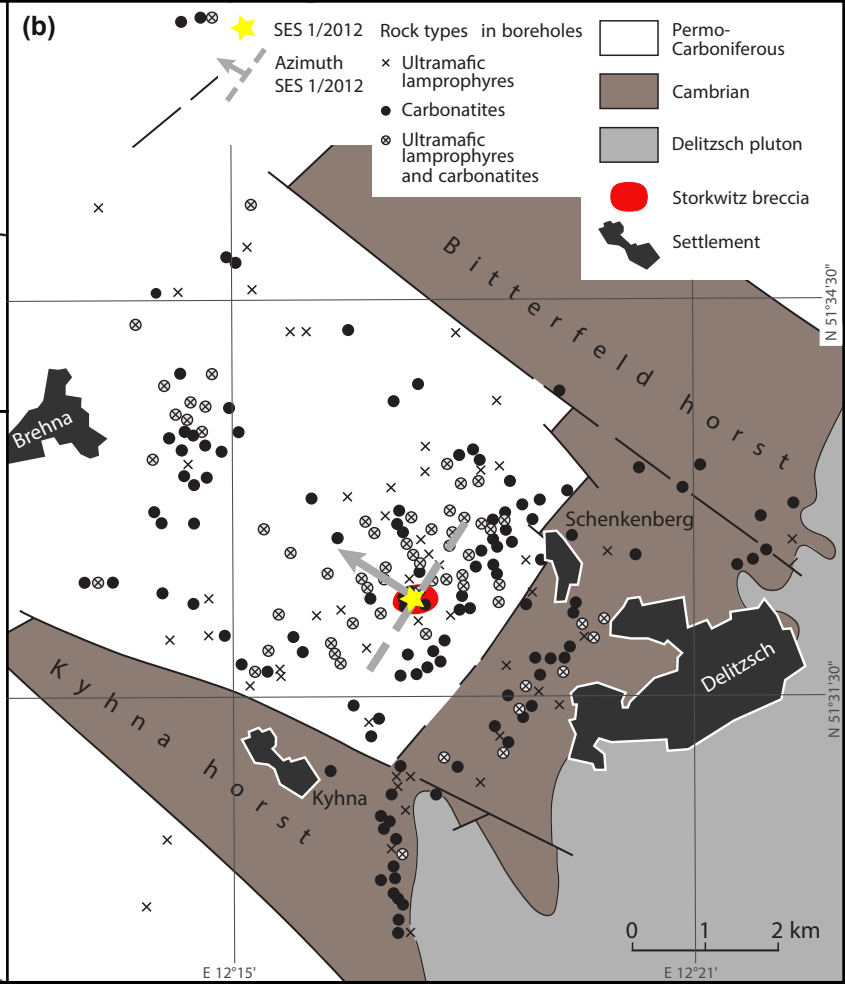 (b)
SES 1/2012
Azimuth
SES 1/2012
Rock types in boreholes
Ultramafic
lamprophyres
Carbonatites
Ultramafic
lamprophyres
and carbonatites
Permo-
Carboniferous
Cambrian
Delitzsch pluton
Storkwitz breccia
Settlement
Bitterfeld horst
N 51°34'30"
Brehna
Schenkenberg
Delitzsch
N 51°31'30"
Kyhna horst
Kyhna
0 1 2 km
E 12°15'
E 12°21'